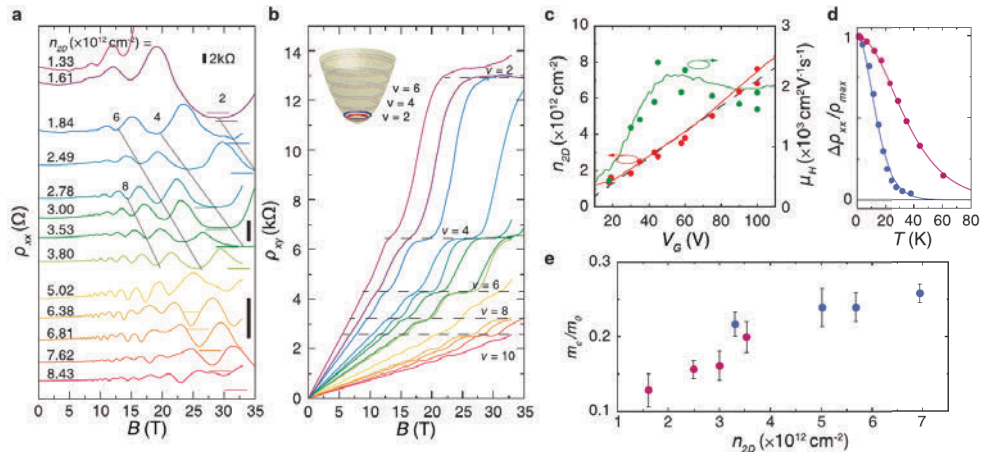 a
n2D(×10¹² cm⁻²) =
2kΩ
1.33
1.61
2
1.84
6
4
2.49
2.78
8
3.00
3.53
3.80
5.02
6.38
6.81
7.62
8.43
ρxx(Ω)
0 5 10 15 20 25 30 35
B (T)
b
14
12
10
8
6
4
2
0
ρxy (kΩ)
ν = 6
ν = 4
ν = 2
ν = 2
ν = 4
ν = 6
ν = 8
ν = 10
0 5 10 15 20 25 30 35
B (T)
c
n2D (×10¹² cm⁻²)
10
8
6
4
2
0
3
2
1
0
μH (×10³ cm²V⁻¹s⁻¹)
20 40 60 80 100
VG (V)
d
Δρxx/ρmax
1
0
0 20 40 60 80
T (K)
e
mc/m0
0.3
0.2
0.1
1 2 3 4 5 6 7
n2D (×10¹² cm⁻²)